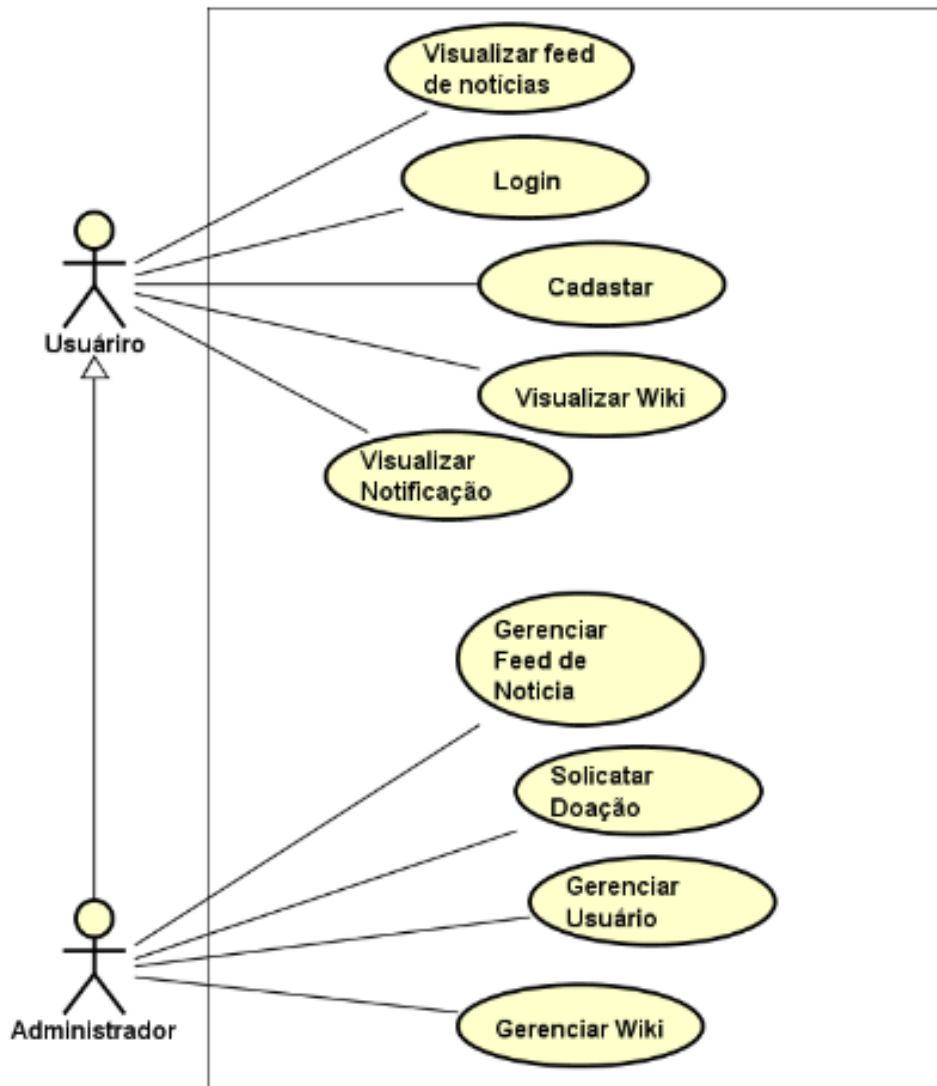 Visualizar feed
de notícias
Login
Cadastar
Usuáriro
Visualizar Wiki
Visualizar
Notificação
Gerenciar
Feed de
Noticia
Solicatar
Doação
Gerenciar
Usuário
Administrador
Gerenciar Wiki